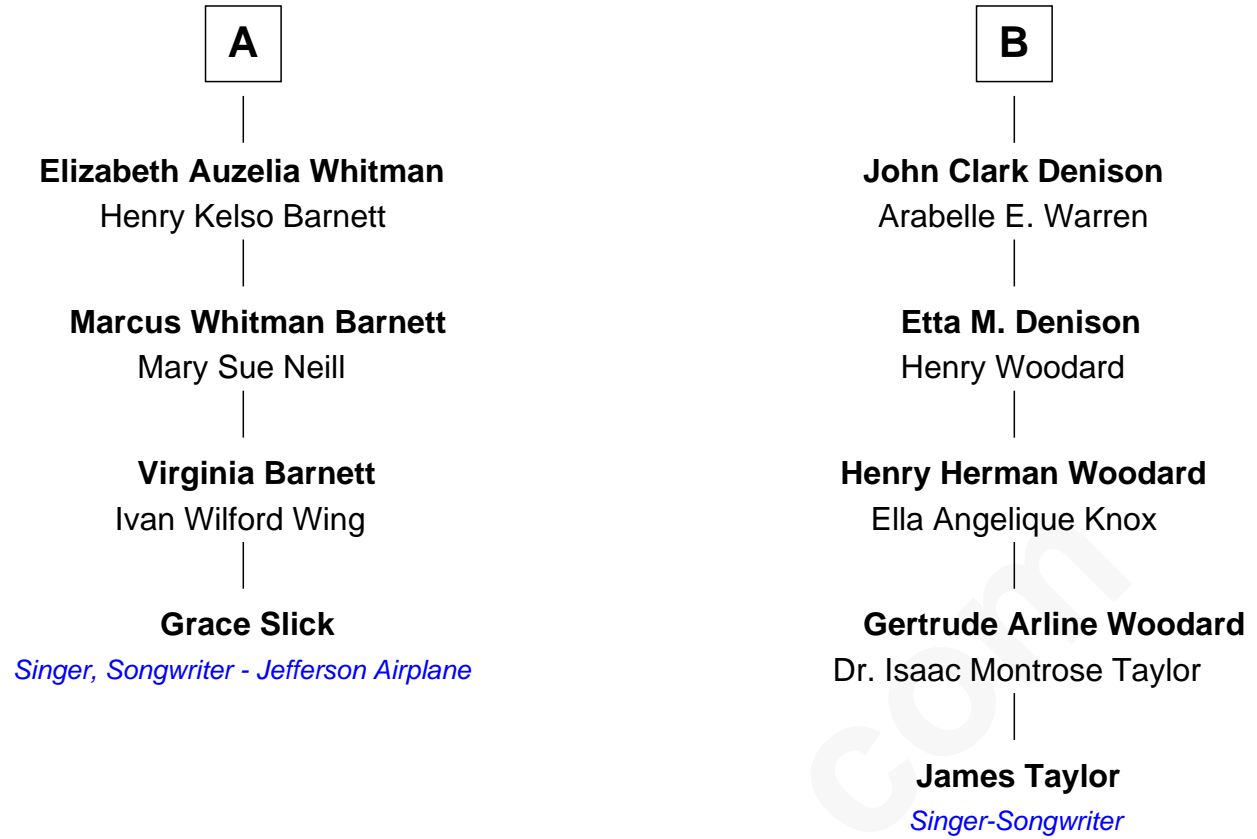 A
Elizabeth Auzelia Whitman
Henry Kelso Barnett
Marcus Whitman Barnett
Mary Sue Neill
Virginia Barnett
Ivan Wilford Wing
Grace Slick
Singer, Songwriter - Jefferson Airplane
B
John Clark Denison
Arabelle E. Warren
Etta M. Denison
Henry Woodard
Henry Herman Woodard
Ella Angelique Knox
Gertrude Arline Woodard
Dr. Isaac Montrose Taylor
James Taylor
Singer-Songwriter
com